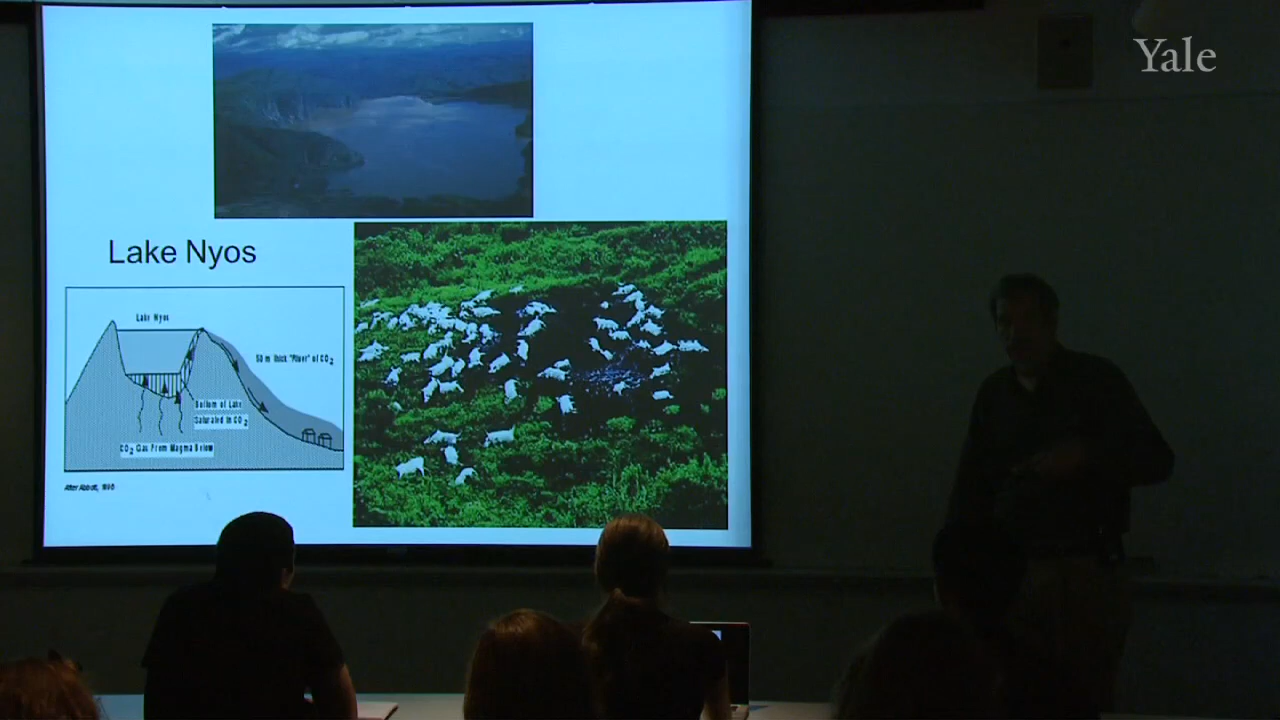 Yale
Lake Nyos
Lake Nyos
50 m thick "River" of CO2
Bottom of Lake
Saturated in CO2
CO2 Gas From Magma Below